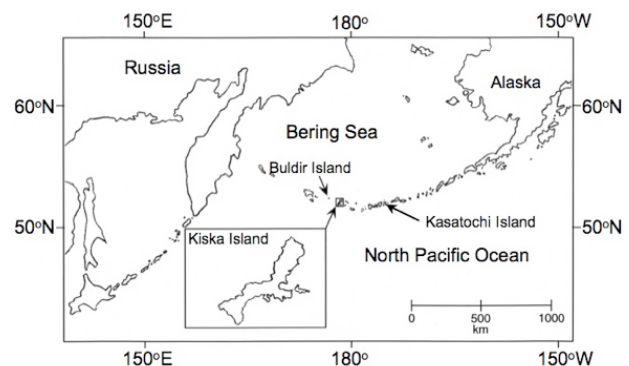 150°E 180° 150°W
Russia
Alaska
60°N 60°N
Bering Sea
Buldir Island
50°N 50°N
Kasatochi Island
Kiska Island
North Pacific Ocean
0 500 1000
km
150°E 180° 150°W